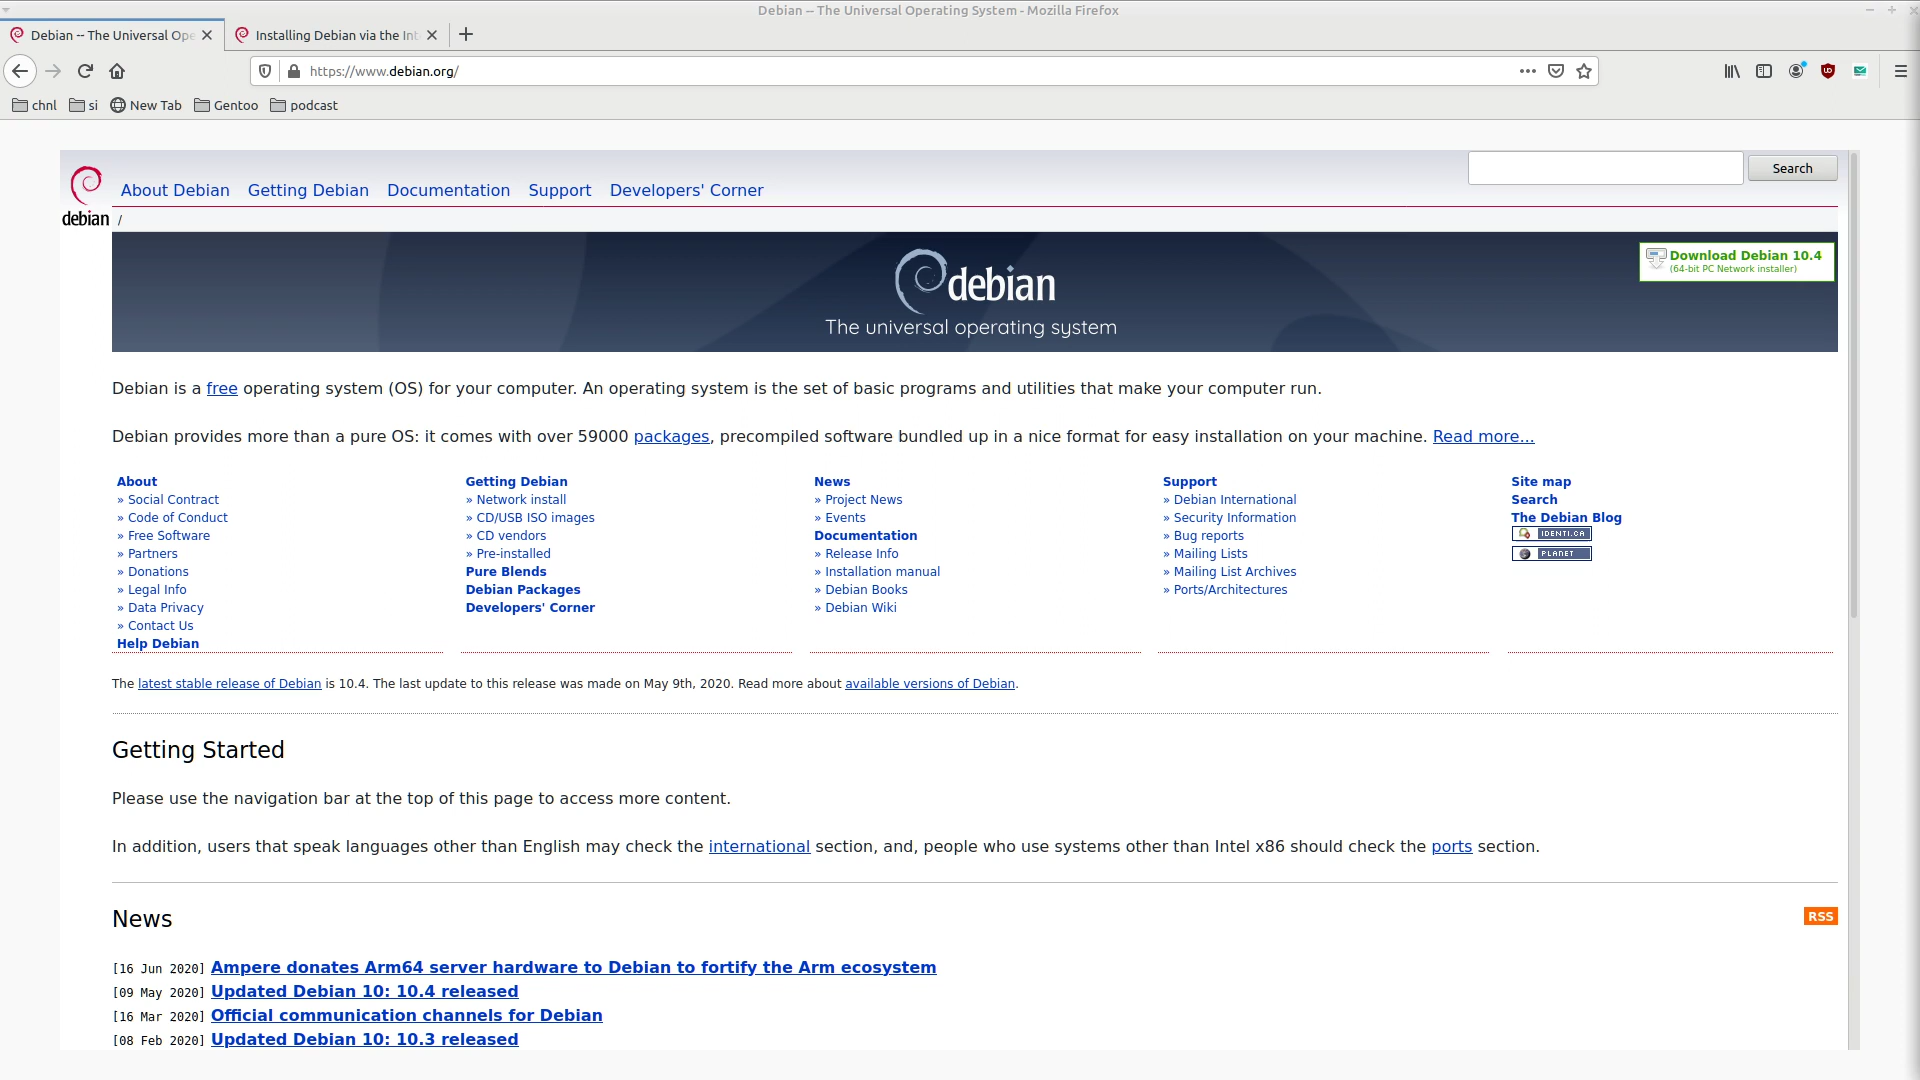 Debian -- The Universal Operating System - Mozilla Firefox
Debian -- The Universal Ope
Installing Debian via the Int
https://www.debian.org/
chnl
si
New Tab
Gentoo
podcast
debian
About Debian
Getting Debian
Documentation
Support
Developers' Corner
Search
/
debian
The universal operating system
Download Debian 10.4
(64-bit PC Network installer)
Debian is a free operating system (OS) for your computer. An operating system is the set of basic programs and utilities that make your computer run.
Debian provides more than a pure OS: it comes with over 59000 packages, precompiled software bundled up in a nice format for easy installation on your machine. Read more...
About
» Social Contract
» Code of Conduct
» Free Software
» Partners
» Donations
» Legal Info
» Data Privacy
» Contact Us
Help Debian
Getting Debian
» Network install
» CD/USB ISO images
» CD vendors
» Pre-installed
Pure Blends
Debian Packages
Developers' Corner
News
» Project News
» Events
Documentation
» Release Info
» Installation manual
» Debian Books
» Debian Wiki
Support
» Debian International
» Security Information
» Bug reports
» Mailing Lists
» Mailing List Archives
» Ports/Architectures
Site map
Search
The Debian Blog
IDENTI.CA
PLANET
The latest stable release of Debian is 10.4. The last update to this release was made on May 9th, 2020. Read more about available versions of Debian.
Getting Started
Please use the navigation bar at the top of this page to access more content.
In addition, users that speak languages other than English may check the international section, and, people who use systems other than Intel x86 should check the ports section.
News
RSS
[16 Jun 2020] Ampere donates Arm64 server hardware to Debian to fortify the Arm ecosystem
[09 May 2020] Updated Debian 10: 10.4 released
[16 Mar 2020] Official communication channels for Debian
[08 Feb 2020] Updated Debian 10: 10.3 released